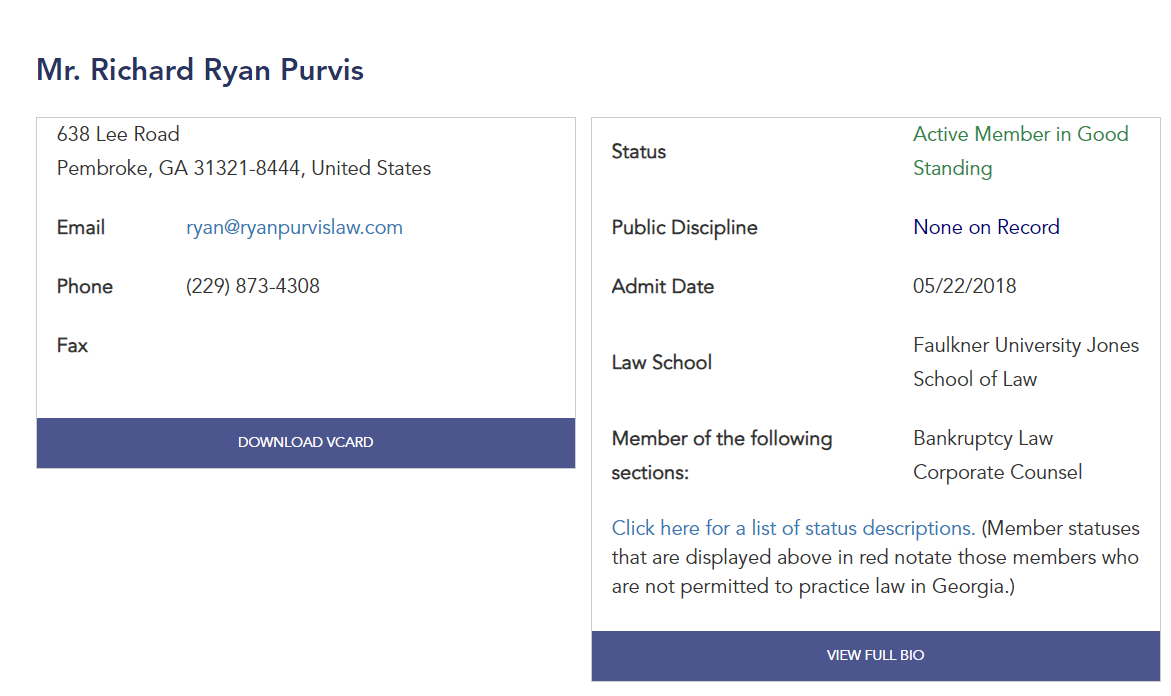 Mr. Richard Ryan Purvis
638 Lee Road
Pembroke, GA 31321-8444, United States
Email ryan@ryanpurvislaw.com
Phone (229) 873-4308
Fax
DOWNLOAD VCARD
Status Active Member in Good
Standing
Public Discipline None on Record
Admit Date 05/22/2018
Law School Faulkner University Jones
School of Law
Member of the following Bankruptcy Law
sections: Corporate Counsel
Click here for a list of status descriptions. (Member statuses
that are displayed above in red notate those members who
are not permitted to practice law in Georgia.)
VIEW FULL BIO